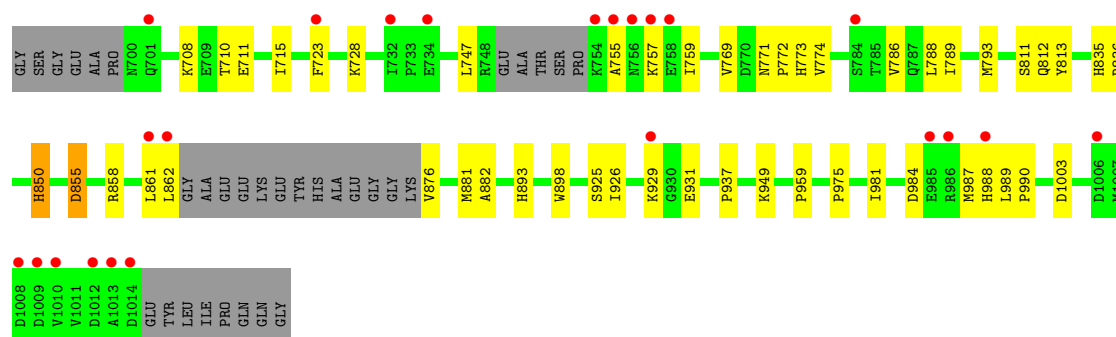 GLY SER GLY GLU ALA PRO N700 Q701 K708 E709 T710 E711 I715 F723 K728 I732 P733 E734 L747 R748 GLU ALA THR SER PRO K754 A755 N756 K757 E758 I759 V769 D770 N771 P772 H773 V774 S784 T785 V786 Q787 L788 I789 M793 S811 Q812 Y813 H835
H850 D855 R858 L861 L862 GLY ALA GLU GLU LYS GLU TYR HIS ALA GLU GLY GLY LYS V876 M881 A882 H893 W898 S925 I926 K929 G930 E931 P937 K949 P959 P975 I981 D984 E985 R986 M987 H988 L989 P990 D1003 D1006
D1008 D1009 V1010 V1011 D1012 A1013 D1014 GLU TYR LEU ILE PRO GLN GLN GLY